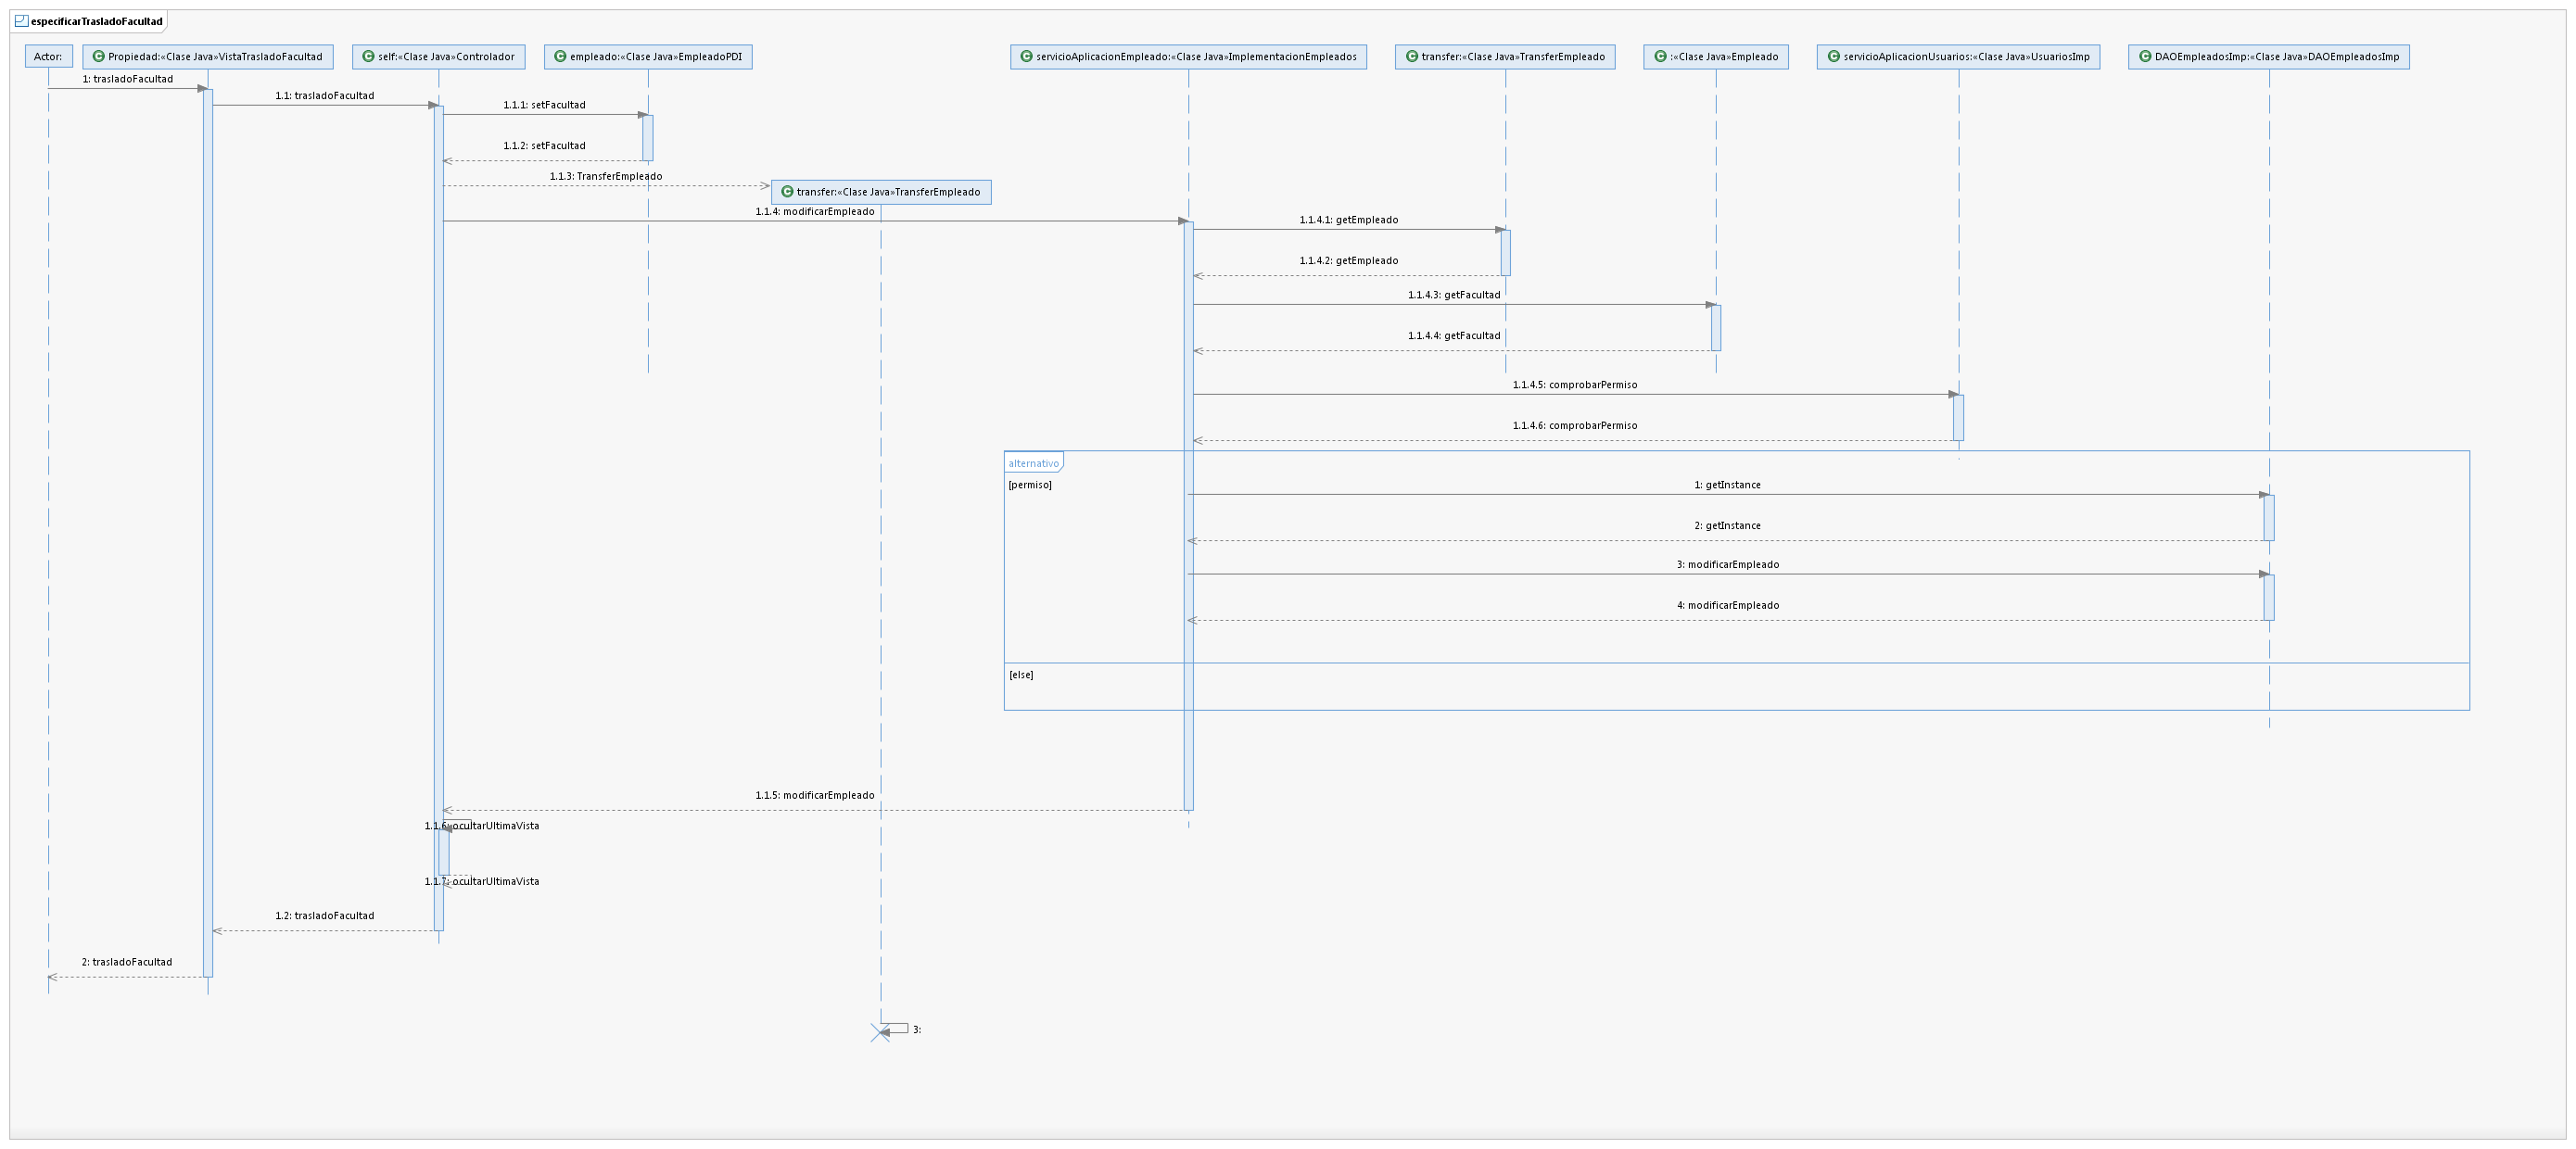 especificarTrasladoFacultad
Actor:
Propiedad:«Clase Java»VistaTrasladoFacultad
self:«Clase Java»Controlador
empleado:«Clase Java»EmpleadoPDI
servicioAplicacionEmpleado:«Clase Java»ImplementacionEmpleados
transfer:«Clase Java»TransferEmpleado
:«Clase Java»Empleado
servicioAplicacionUsuarios:«Clase Java»UsuariosImp
DAOEmpleadosImp:«Clase Java»DAOEmpleadosImp
1: trasladoFacultad
1.1: trasladoFacultad
1.1.1: setFacultad
1.1.2: setFacultad
1.1.3: TransferEmpleado
transfer:«Clase Java»TransferEmpleado
1.1.4: modificarEmpleado
1.1.4.1: getEmpleado
1.1.4.2: getEmpleado
1.1.4.3: getFacultad
1.1.4.4: getFacultad
1.1.4.5: comprobarPermiso
1.1.4.6: comprobarPermiso
alternativo
[permiso]
1: getInstance
2: getInstance
3: modificarEmpleado
4: modificarEmpleado
[else]
1.1.5: modificarEmpleado
1.1.6: ocultarUltimaVista
1.1.7: ocultarUltimaVista
1.2: trasladoFacultad
2: trasladoFacultad
3: